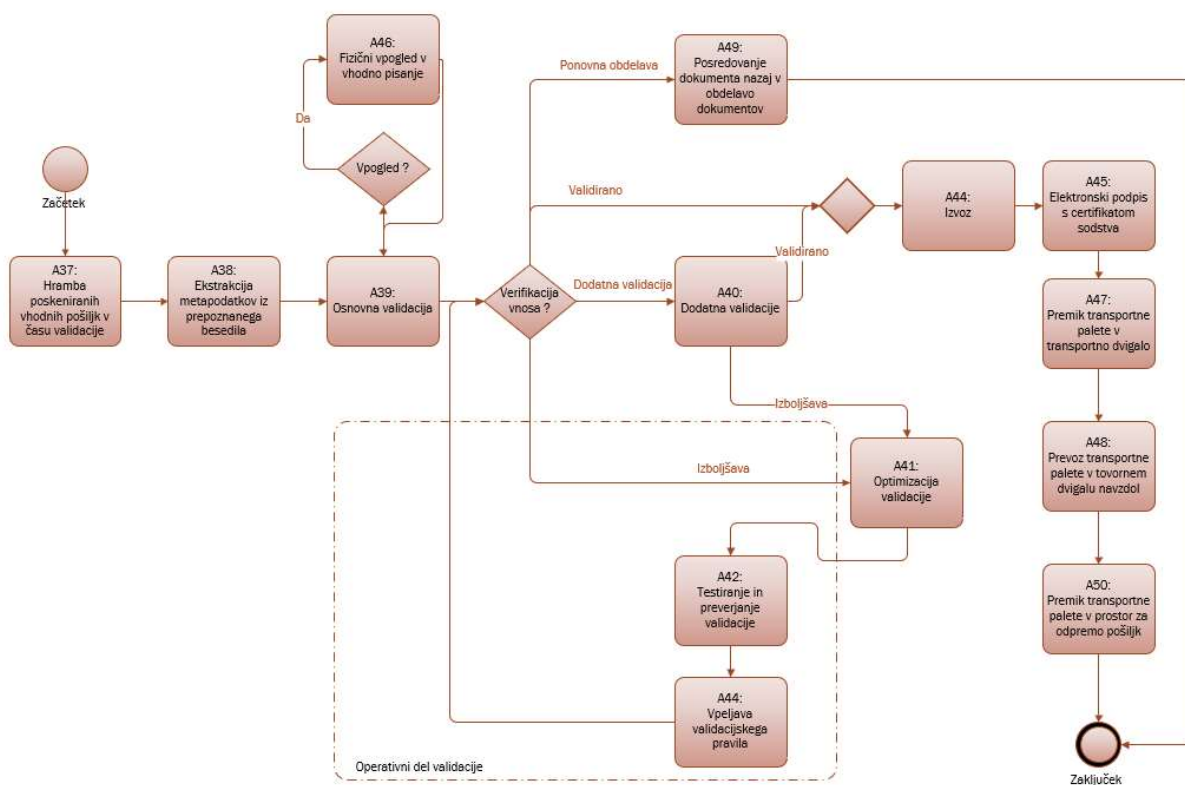 A46:
Fizični vpogled v
vhodno pisanje
Da
Vpogled ?
Začetek
A37:
Hramba
poskeniranih
vhodnih pošiljk v
času validacije
A38:
Ekstrakcija
metapodatkov iz
prepoznanega
besedila
A39:
Osnovna validacija
Verifikacija
vnosa ?
Ponovna obdelava
A49:
Posredovanje
dokumenta nazaj v
obdelavo
dokumentov
Validirano
Validirano
Dodatna validacija
A40:
Dodatna validacije
A44:
Izvoz
A45:
Elektronski podpis
s certifikatom
sodstva
A47:
Premik transportne
palete v
transportno dvigalo
A48:
Prevoz transportne
palete v tovornem
dvigalu navzdol
A50:
Premik transportne
palete v prostor za
odpremo pošiljk
Zaključek
Izboljšava
Izboljšava
A41:
Optimizacija
validacije
A42:
Testiranje in
preverjanje
validacije
A44:
Vpeljava
validacijskega
pravila
Operativni del validacije